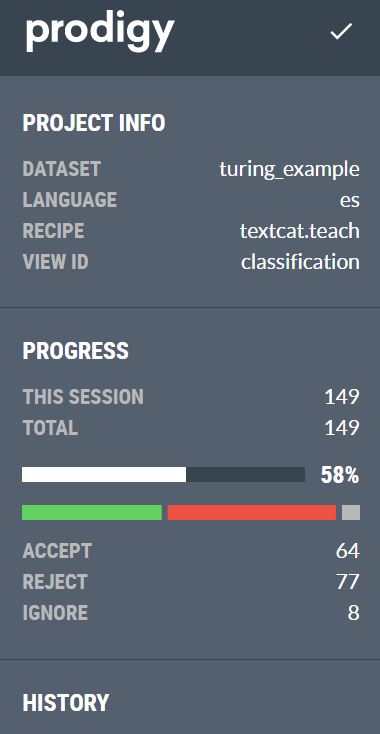 prodigy
PROJECT INFO
DATASET turing_example
LANGUAGE es
RECIPE textcat.teach
VIEW ID classification
PROGRESS
THIS SESSION 149
TOTAL 149
58%
ACCEPT 64
REJECT 77
IGNORE 8
HISTORY